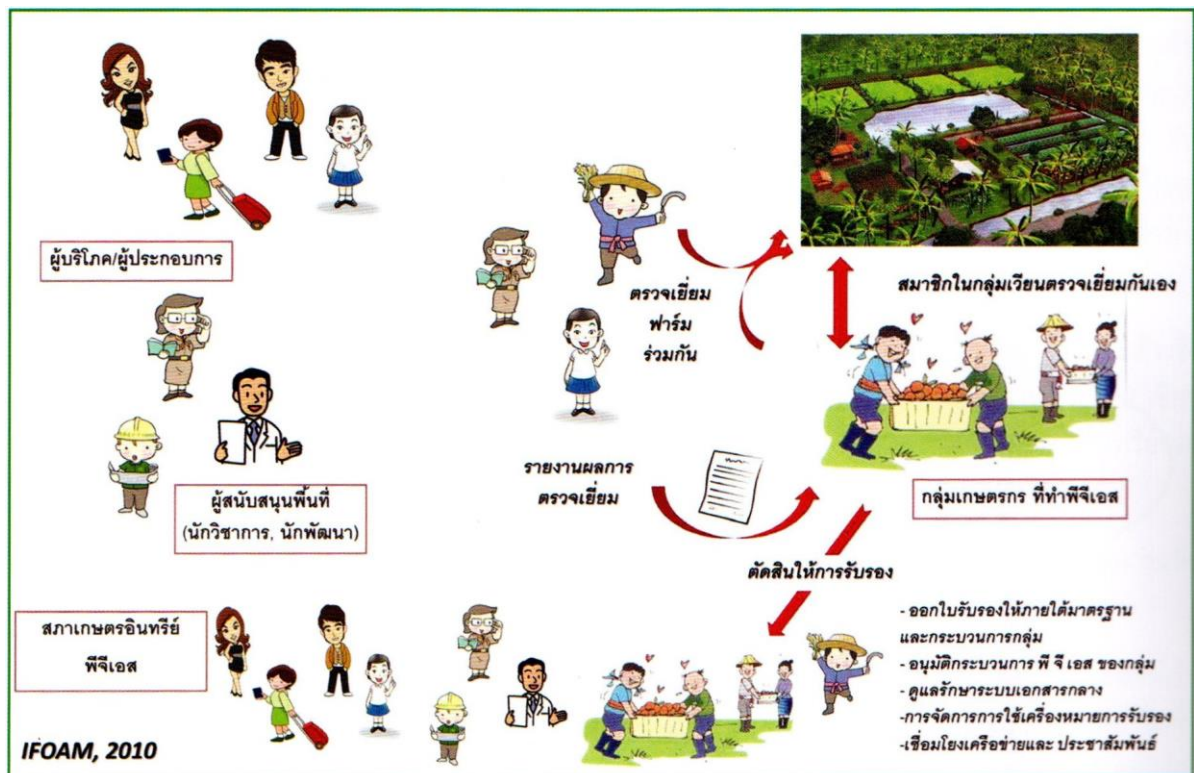 ผู้บริโภค/ผู้ประกอบการ
ตรวจเยี่ยม
ฟาร์ม
ร่วมกัน
สมาชิกในกลุ่มเวียนตรวจเยี่ยมกันเอง
ผู้สนับสนุนพื้นที่
(นักวิชาการ, นักพัฒนา)
รายงานผลการ
ตรวจเยี่ยม
กลุ่มเกษตรกร ที่ทำพีจีเอส
ตัดสินให้การรับรอง
สภาเกษตรอินทรีย์
พีจีเอส
- ออกใบรับรองให้ภายใต้มาตรฐาน
และกระบวนการกลุ่ม
- อนุมัติกระบวนการ พี จี เอส ของกลุ่ม
- ดูแลรักษาระบบเอกสารกลาง
-การจัดการการใช้เครื่องหมายการรับรอง
-เชื่อมโยงเครือข่ายและ ประชาสัมพันธ์
IFOAM, 2010